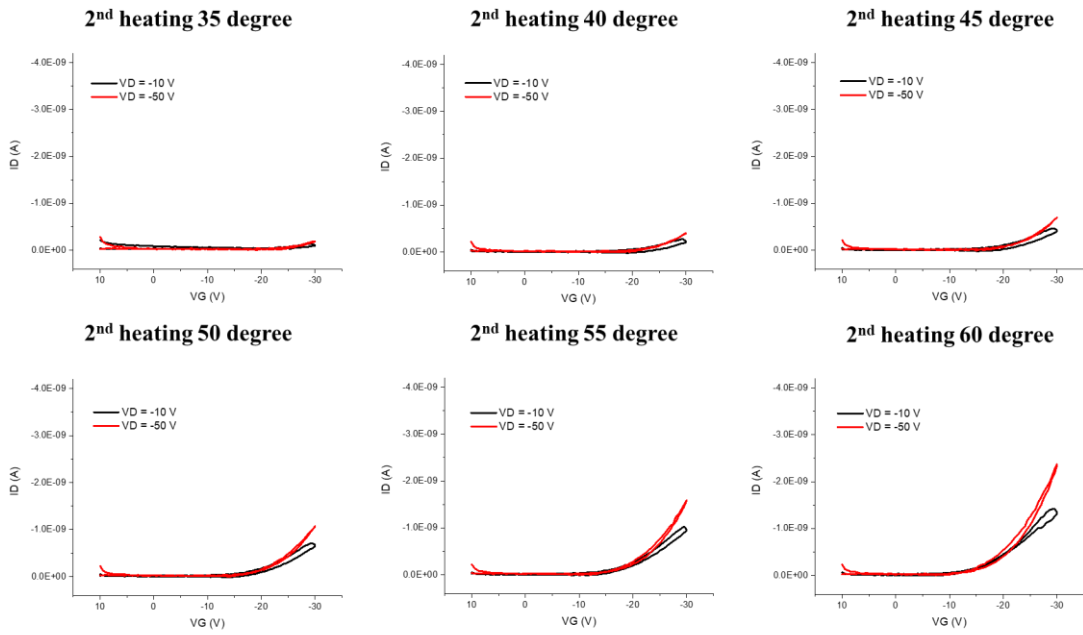 2nd heating 35 degree
2nd heating 40 degree
2nd heating 45 degree
-4.0E-09
-3.0E-09
-2.0E-09
-1.0E-09
0.0E+00
ID (A)
VD = -10 V
VD = -50 V
10
0
-10
-20
-30
VG (V)
-4.0E-09
-3.0E-09
-2.0E-09
-1.0E-09
0.0E+00
ID (A)
VD = -10 V
VD = -50 V
10
0
-10
-20
-30
VG (V)
-4.0E-09
-3.0E-09
-2.0E-09
-1.0E-09
0.0E+00
ID (A)
VD = -10 V
VD = -50 V
10
0
-10
-20
-30
VG (V)
2nd heating 50 degree
2nd heating 55 degree
2nd heating 60 degree
-4.0E-09
-3.0E-09
-2.0E-09
-1.0E-09
0.0E+00
ID (A)
VD = -10 V
VD = -50 V
10
0
-10
-20
-30
VG (V)
-4.0E-09
-3.0E-09
-2.0E-09
-1.0E-09
0.0E+00
ID (A)
VD = -10 V
VD = -50 V
10
0
-10
-20
-30
VG (V)
-4.0E-09
-3.0E-09
-2.0E-09
-1.0E-09
0.0E+00
ID (A)
VD = -10 V
VD = -50 V
10
0
-10
-20
-30
VG (V)